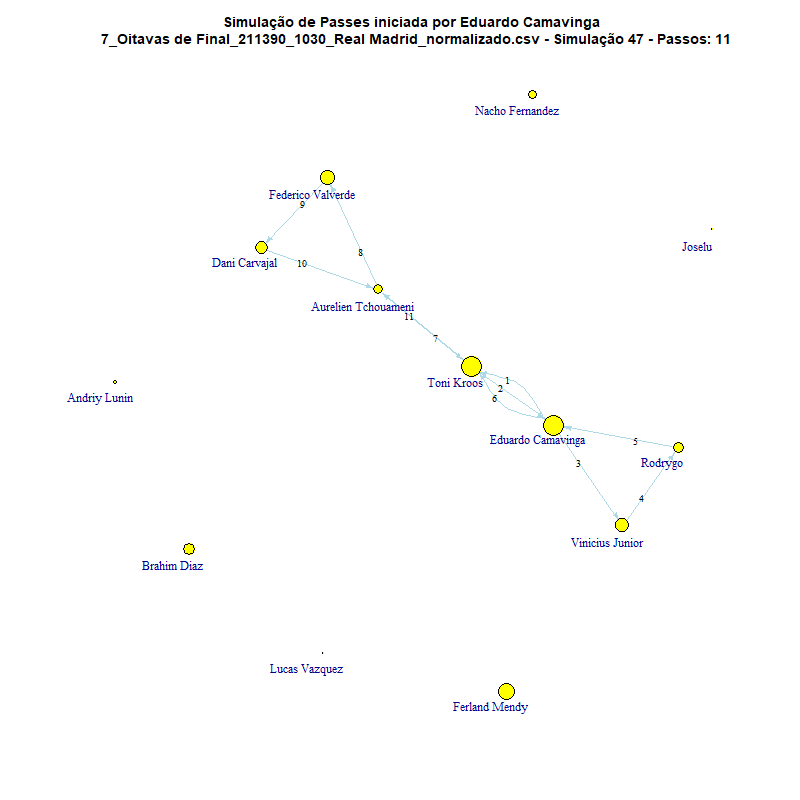 Simulação de Passes iniciada por Eduardo Camavinga
7_Oitavas de Final_211390_1030_Real Madrid_normalizado.csv - Simulação 47 - Passos: 11
Nacho Fernandez
Federico Valverde
9
Joselu
8
Dani Carvajal
10
Aurelien Tchouameni
11
7
Toni Kroos
1
2
6
Andriy Lunin
Eduardo Camavinga
5
Rodrygo
3
4
Vinicius Junior
Brahim Diaz
Lucas Vazquez
Ferland Mendy